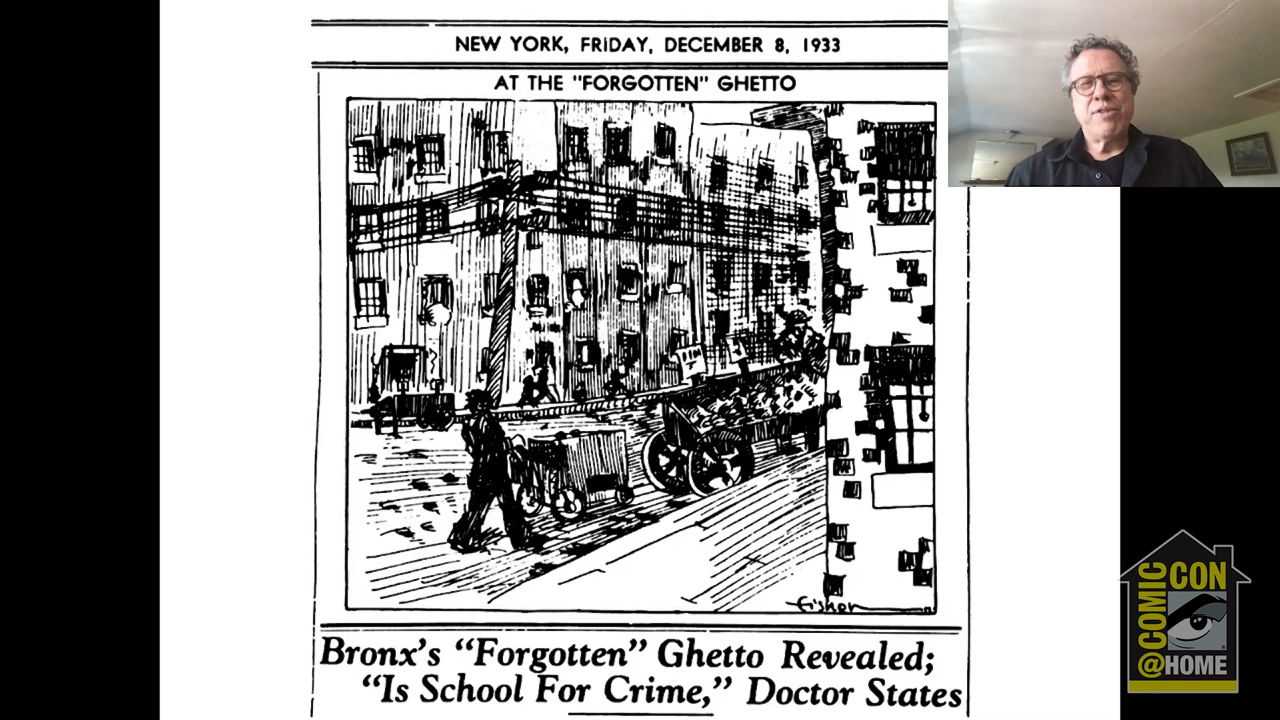 NEW YORK, FRIDAY, DECEMBER 8, 1933
AT THE "FORGOTTEN" GHETTO
Bronx's "Forgotten" Ghetto Revealed;
"Is School For Crime," Doctor States
COMIC
CON
@HOME